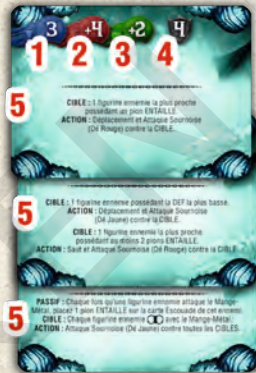 3 +4 +2 4
1 2 3 4
5
CIBLE : 1 figurine ennemie la plus proche
possédant un pion ENTAILLE.
ACTION : Déplacement et Attaque Sournoise
(Dé Rouge) contre la CIBLE.
5
CIBLE : 1 figurine ennemie possédant la DEF la plus basse.
ACTION : Déplacement et Attaque Sournoise
(Dé Jaune) contre la CIBLE.
CIBLE : 1 figurine ennemie la plus proche
possédant au moins 2 pions ENTAILLE.
ACTION : Saut et Attaque Sournoise (Dé Rouge) contre la CIBLE.
5
PASSIF : Chaque fois qu'une figurine ennemie attaque le Mange-
Métal, placez 1 pion ENTAILLE sur la carte Escouade de cet ennemi.
CIBLE : Chaque figurine ennemie avec le Mange-Métal.
ACTION : Attaque Sournoise (Dé Jaune) contre toutes les CIBLES.